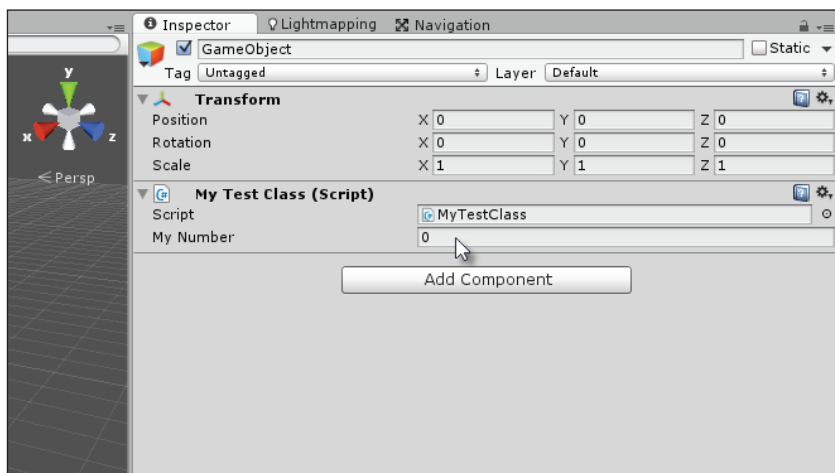 Inspector Lightmapping Navigation
GameObject Static
Tag Untagged Layer Default
Transform
Position X 0 Y 0 Z 0
Rotation X 0 Y 0 Z 0
Scale X 1 Y 1 Z 1
My Test Class (Script)
Script MyTestClass
My Number 0
Add Component
y
x z
Persp